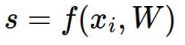 s = f(x_i, W)